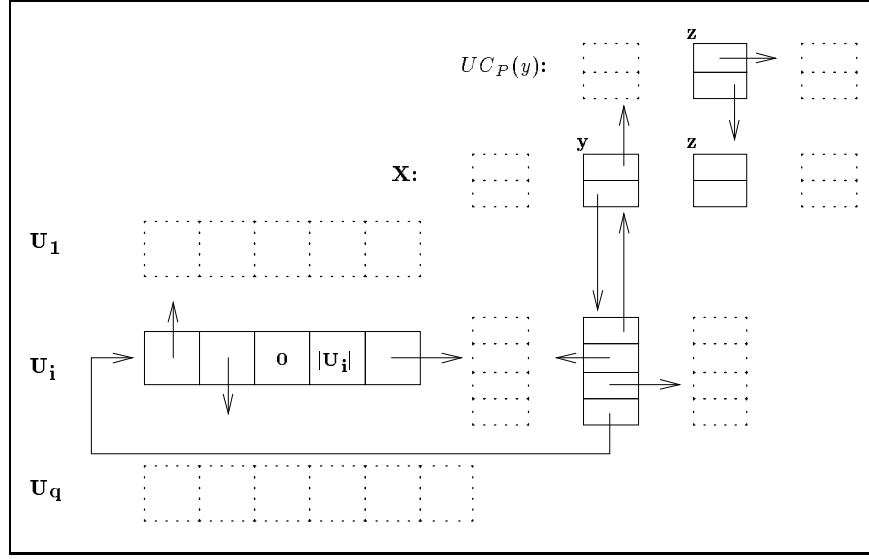 z
UC_P(y):
y z
X:
U_1
U_i 0 |U_i|
U_q